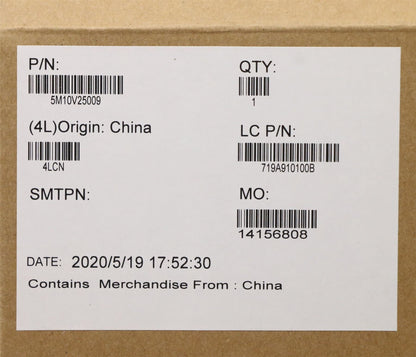 P/N:
5M10V25009
QTY:
1
(4L)Origin: China
4LCN
LC P/N:
719A910100B
SMTPN:
MO:
14156808
DATE: 2020/5/19 17:52:30
Contains Merchandise From : China